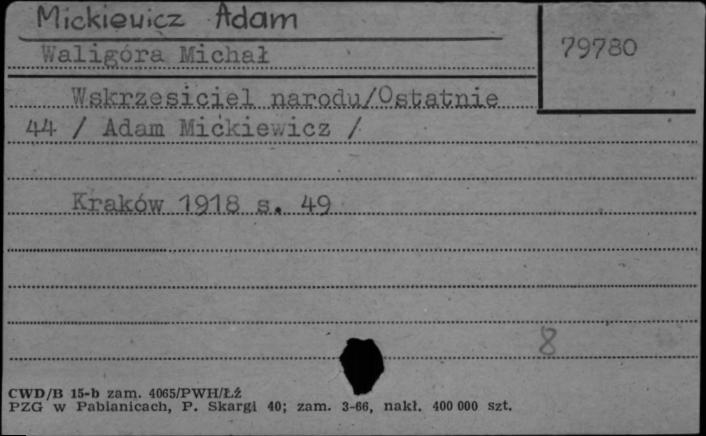 Mickiewicz Adam
Waligóra Michał
79780
Wskrzesiciel narodu/Ostatnie
44 / Adam Mickiewicz /
Kraków 1918 s. 49
8
CWD/B 15-b zam. 4065/PWH/Łź
PZG w Pabianicach, P. Skargi 40; zam. 3-66, nakł. 400 000 szt.